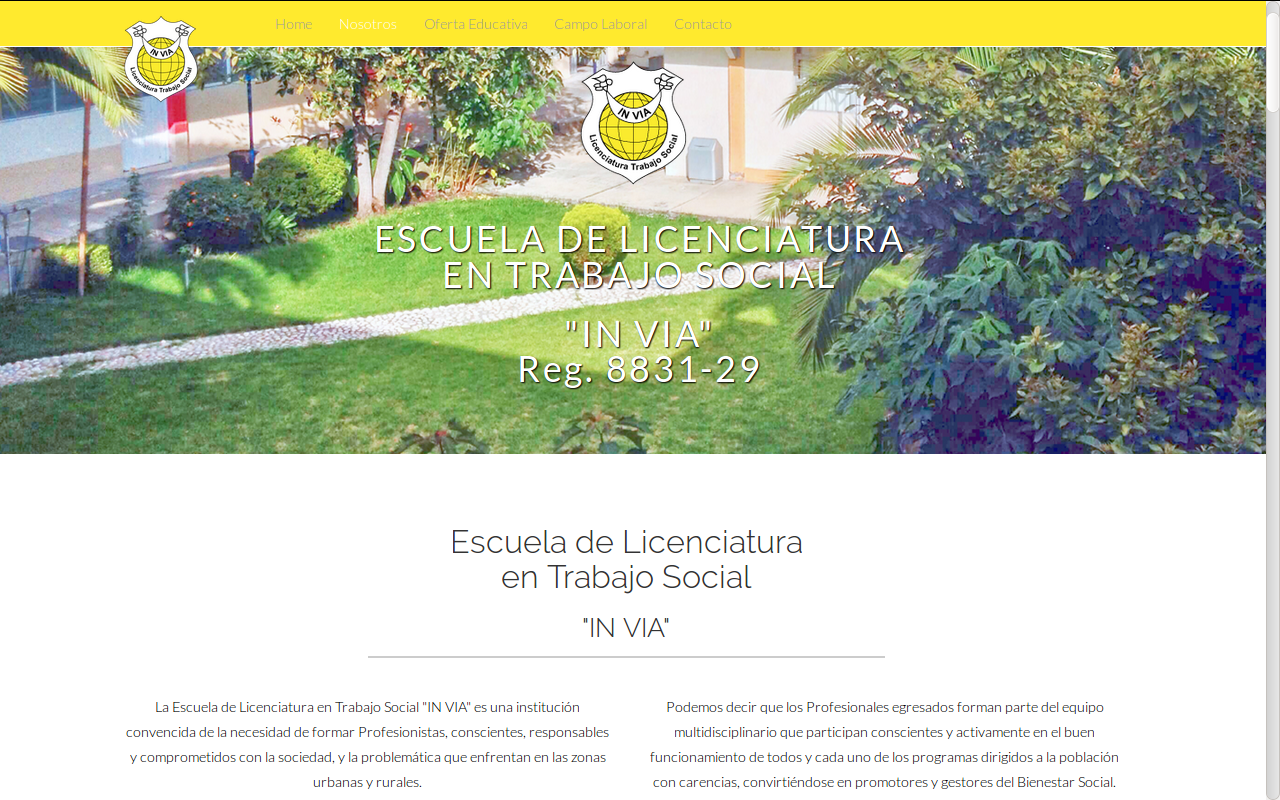 Home Nosotros Oferta Educativa Campo Laboral Contacto
IN VIA
Licenciatura Trabajo Social
IN VIA
Licenciatura Trabajo Social
ESCUELA DE LICENCIATURA
EN TRABAJO SOCIAL
"IN VIA"
Reg. 8831-29
Escuela de Licenciatura
en Trabajo Social
"IN VIA"
La Escuela de Licenciatura en Trabajo Social "IN VIA" es una institución
convencida de la necesidad de formar Profesionistas, conscientes, responsables
y comprometidos con la sociedad, y la problemática que enfrentan en las zonas
urbanas y rurales.
Podemos decir que los Profesionales egresados forman parte del equipo
multidisciplinario que participan conscientes y activamente en el buen
funcionamiento de todos y cada uno de los programas dirigidos a la población
con carencias, convirtiéndose en promotores y gestores del Bienestar Social.